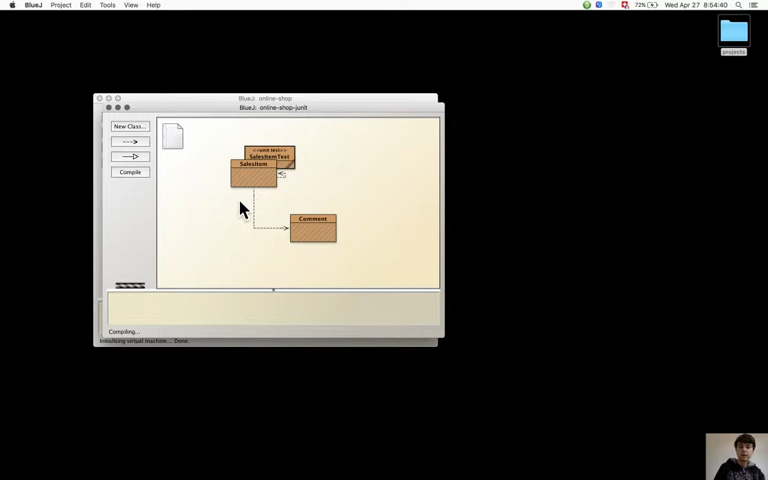 BlueJ Project Edit Tools View Help 72% Wed Apr 27 8:54:40
projects
BlueJ: online-shop
BlueJ: online-shop-junit
New Class...
Compile
<<unit test>>
SalesItemTest
SalesItem
Comment
Compiling...
Initialising virtual machine... Done.